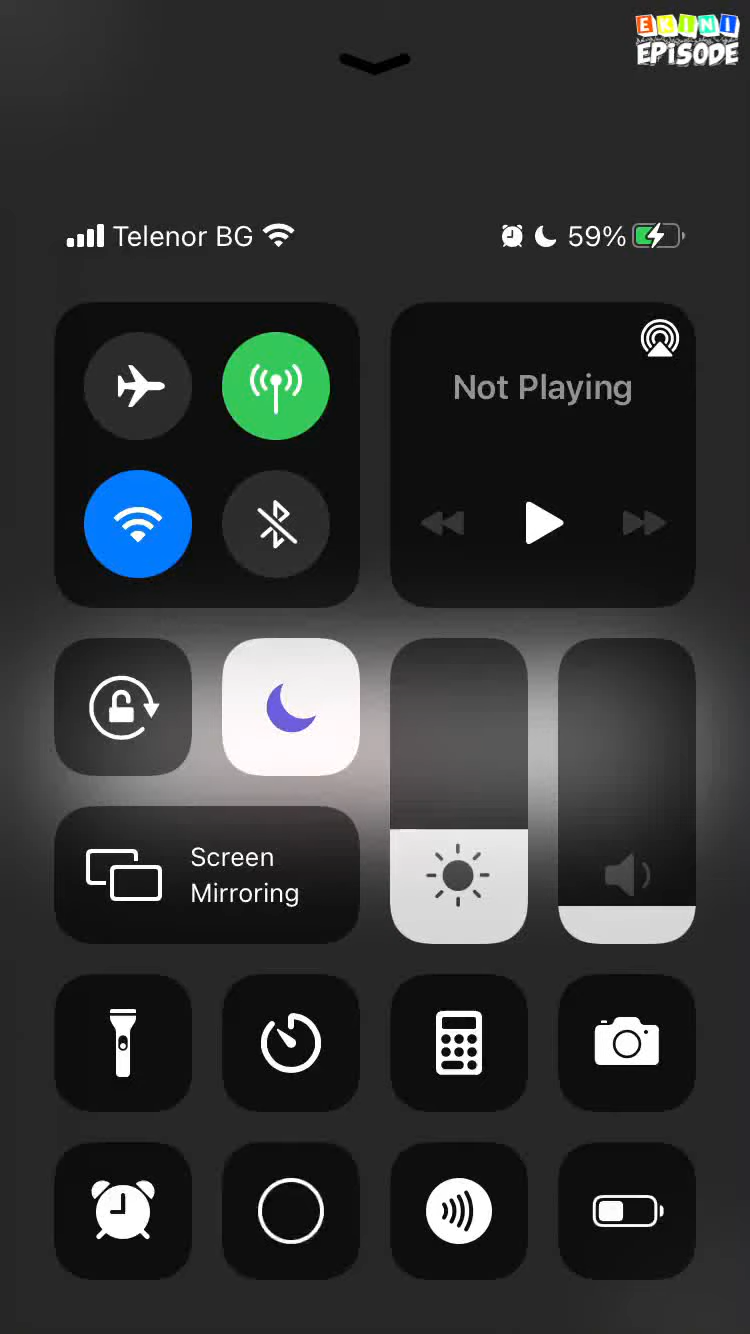 EKINI
EPISODE
Telenor BG
59%
Not Playing
Screen
Mirroring